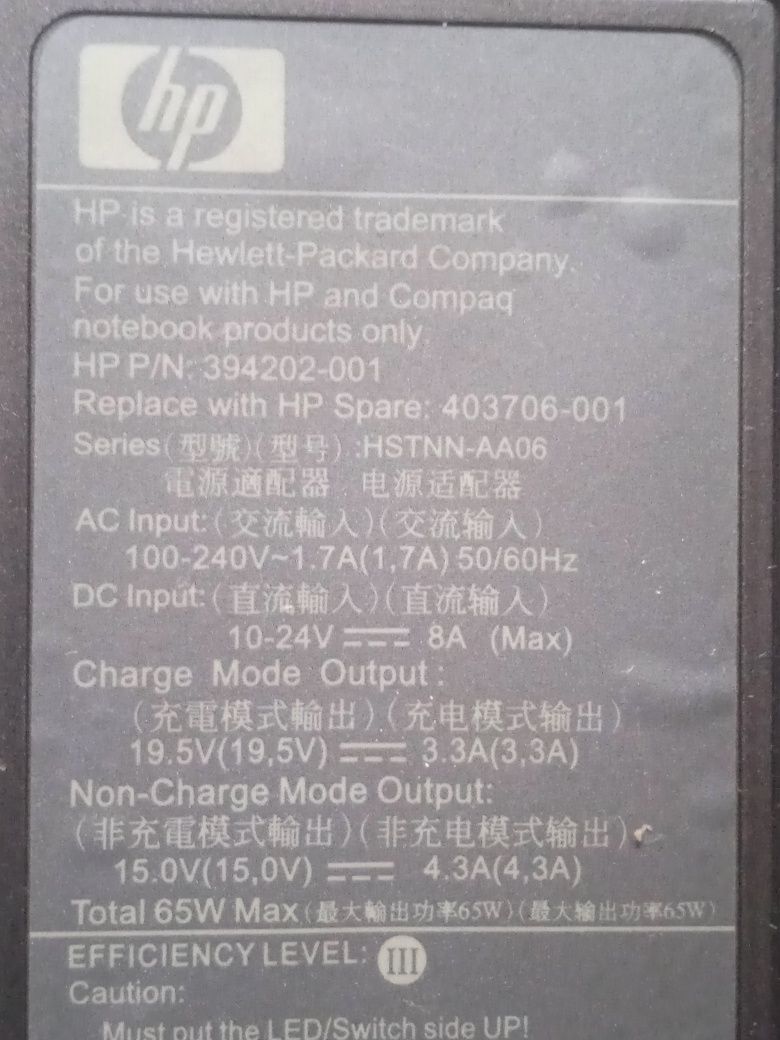 hp
HP is a registered trademark
of the Hewlett-Packard Company.
For use with HP and Compaq
notebook products only
HP P/N: 394202-001
Replace with HP Spare: 403706-001
Series(型號)(型号):HSTNN-AA06
電源適配器 电源适配器
AC Input:(交流輸入)(交流输入)
100-240V~1.7A(1,7A) 50/60Hz
DC Input:(直流輸入)(直流输入)
10-24V ⎓ 8A (Max)
Charge Mode Output:
(充電模式輸出)(充电模式输出)
19.5V(19,5V) ⎓ 3.3A(3,3A)
Non-Charge Mode Output:
(非充電模式輸出)(非充电模式输出)
15.0V(15,0V) ⎓ 4.3A(4,3A)
Total 65W Max(最大輸出功率65W)(最大输出功率65W)
EFFICIENCY LEVEL: III
Caution:
Must put the LED/Switch side UP!